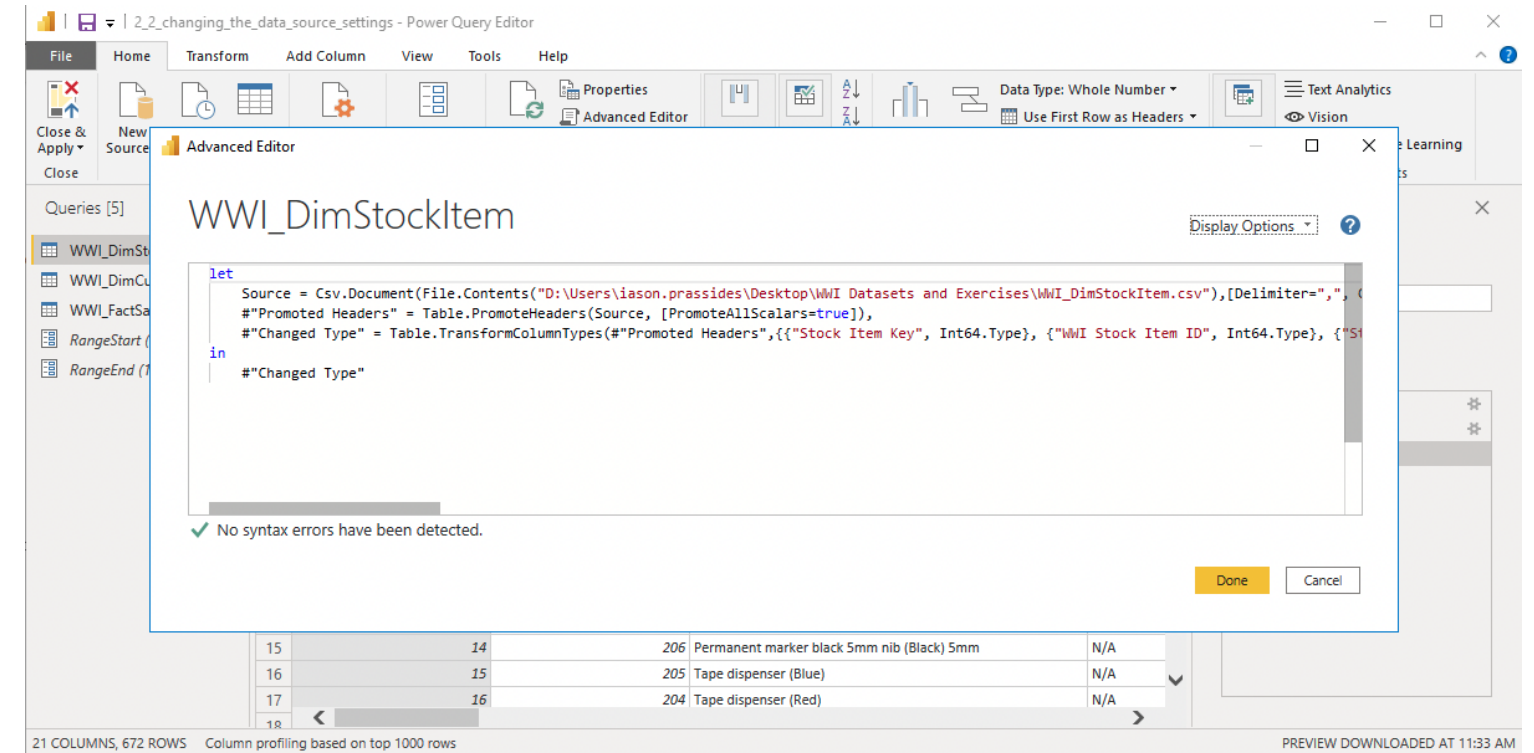 2_2_changing_the_data_source_settings - Power Query Editor
File Home Transform Add Column View Tools Help
Properties
Data Type: Whole Number
Text Analytics
Advanced Editor
Use First Row as Headers
Vision
Close &
Apply
New
Source
Learning
Close
Advanced Editor
Queries [5]
WWI_DimStockItem
Display Options
WWI_DimSt
WWI_DimCu
WWI_FactSa
RangeStart (
RangeEnd (1
let
Source = Csv.Document(File.Contents("D:\Users\iason.prassides\Desktop\WWI Datasets and Exercises\WWI_DimStockItem.csv"),[Delimiter=",",
#"Promoted Headers" = Table.PromoteHeaders(Source, [PromoteAllScalars=true]),
#"Changed Type" = Table.TransformColumnTypes(#"Promoted Headers",{{"Stock Item Key", Int64.Type}, {"WWI Stock Item ID", Int64.Type}, {"St
in
#"Changed Type"
No syntax errors have been detected.
Done Cancel
15 14 206 Permanent marker black 5mm nib (Black) 5mm N/A
16 15 205 Tape dispenser (Blue) N/A
17 16 204 Tape dispenser (Red) N/A
18
21 COLUMNS, 672 ROWS Column profiling based on top 1000 rows PREVIEW DOWNLOADED AT 11:33 AM